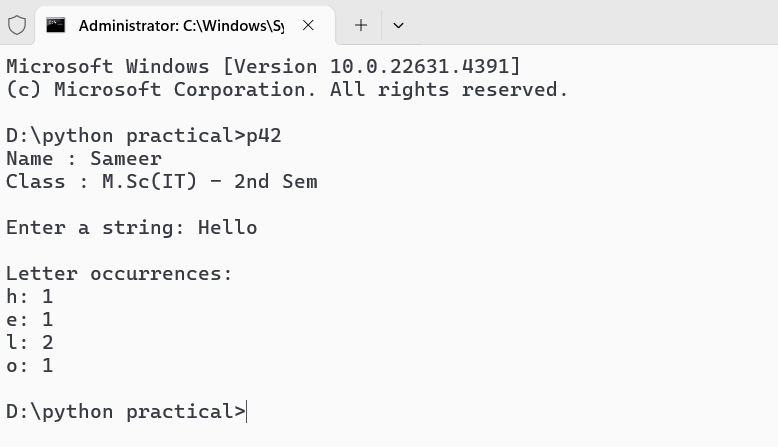 Administrator: C:\Windows\Sy
Microsoft Windows [Version 10.0.22631.4391]
(c) Microsoft Corporation. All rights reserved.
D:\python practical>p42
Name : Sameer
Class : M.Sc(IT) - 2nd Sem
Enter a string: Hello
Letter occurrences:
h: 1
e: 1
l: 2
o: 1
D:\python practical>